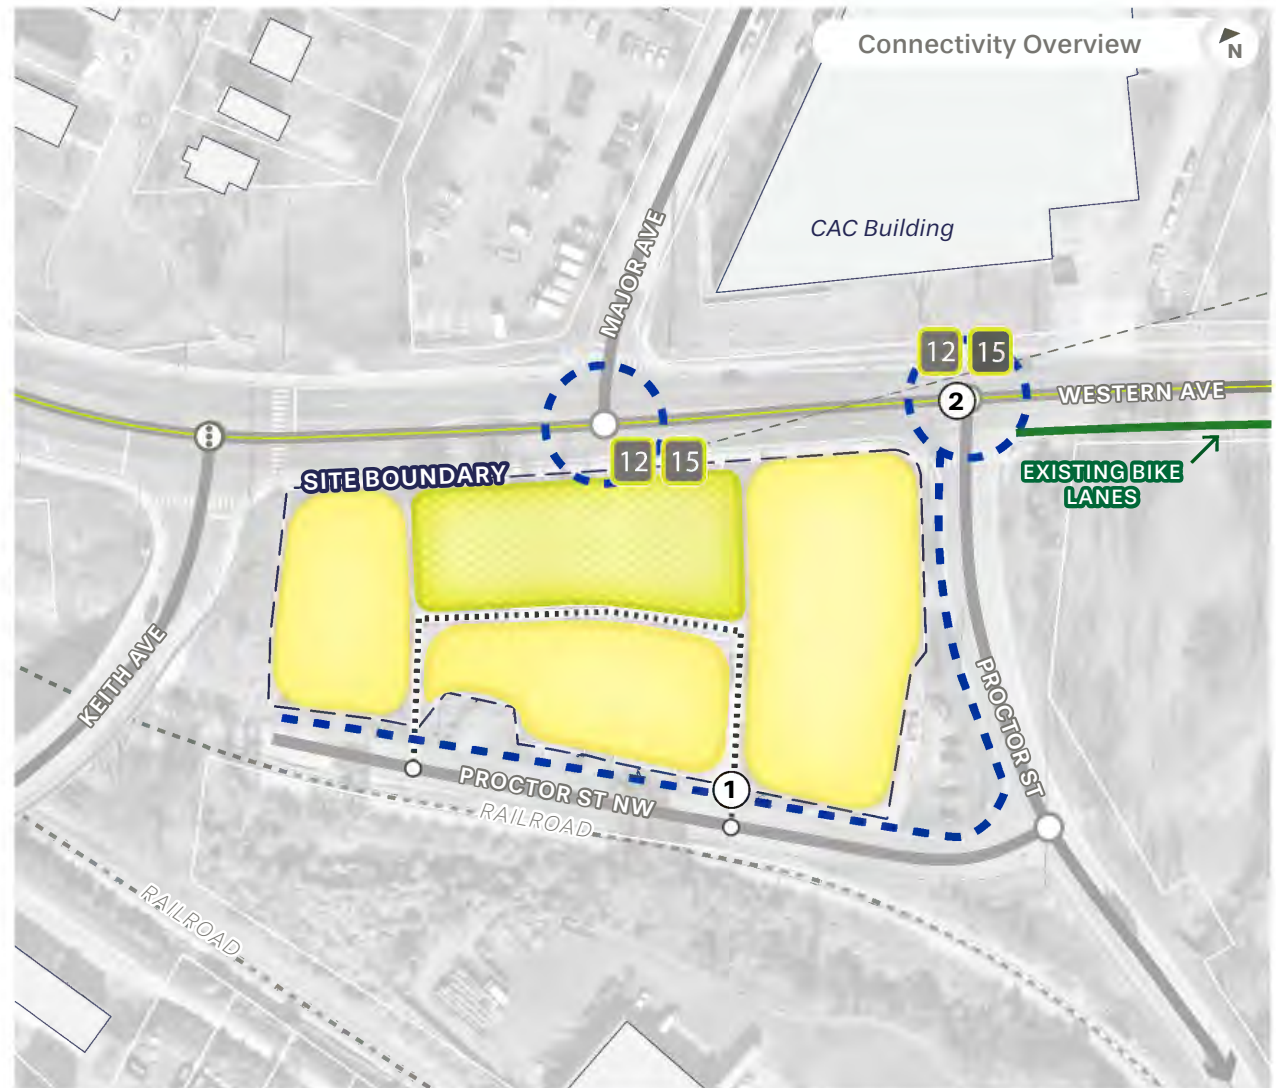 Connectivity Overview
N
CAC Building
MAJOR AVE
12 15
2
WESTERN AVE
12 15
SITE BOUNDARY
EXISTING BIKE
LANES
KEITH AVE
PROCTOR ST
1
PROCTOR ST NW
RAILROAD
RAILROAD